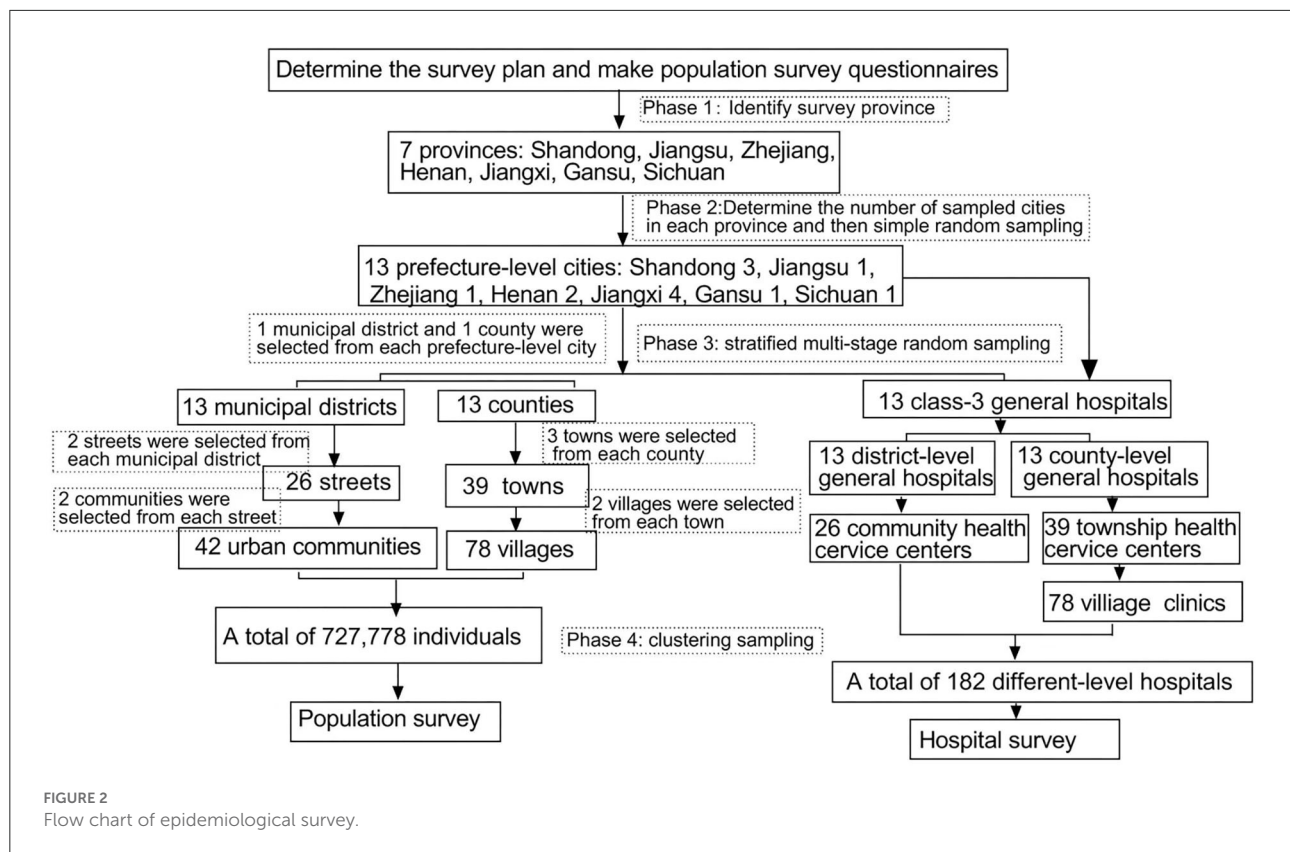 Determine the survey plan and make population survey questionnaires
Phase 1: Identify survey province
7 provinces: Shandong, Jiangsu, Zhejiang,
Henan, Jiangxi, Gansu, Sichuan
Phase 2:Determine the number of sampled cities
in each province and then simple random sampling
13 prefecture-level cities: Shandong 3, Jiangsu 1,
Zhejiang 1, Henan 2, Jiangxi 4, Gansu 1, Sichuan 1
1 municipal district and 1 county were
selected from each prefecture-level city
Phase 3: stratified multi-stage random sampling
13 municipal districts
13 counties
13 class-3 general hospitals
2 streets were selected from
each municipal district
3 towns were selected
from each county
13 district-level
general hospitals
13 county-level
general hospitals
26 streets
39 towns
2 communities were
selected from each street
2 villages were selected
from each town
26 community health
cervice centers
39 township health
cervice centers
42 urban communities
78 villages
78 villiage clinics
A total of 727,778 individuals
Phase 4: clustering sampling
A total of 182 different-level hospitals
Population survey
Hospital survey
FIGURE 2
Flow chart of epidemiological survey.